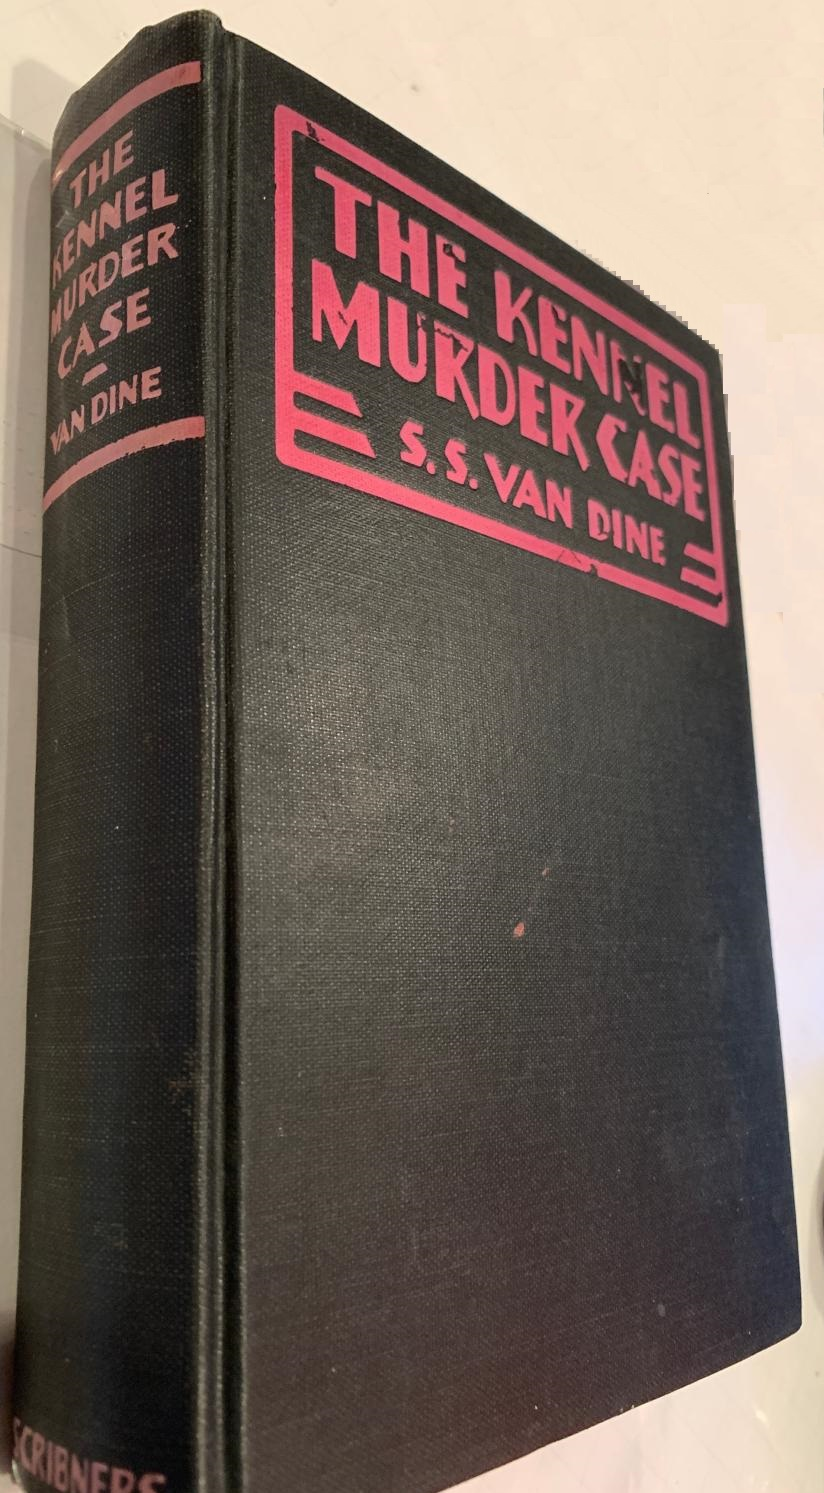 THE
KENNEL
MURDER
CASE
VAN DINE
SCRIBNERS
THE KENNEL
MURDER CASE
S.S. VAN DINE